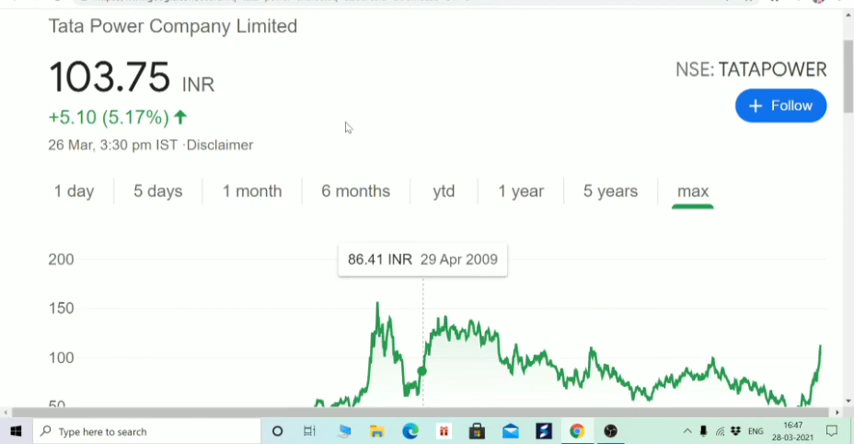 Tata Power Company Limited
103.75 INR
NSE: TATAPOWER
+5.10 (5.17%)
+ Follow
26 Mar, 3:30 pm IST ·Disclaimer
1 day 5 days 1 month 6 months ytd 1 year 5 years max
86.41 INR 29 Apr 2009
200
150
100
50
Type here to search
ENG
16:47
28-03-2021